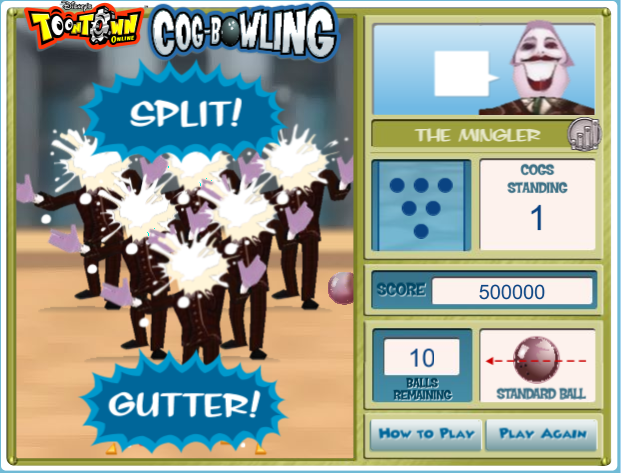 Disney's
TOONTOWN
ONLINE
COG-BOWLING
SPLIT!
GUTTER!
THE MINGLER
COGS
STANDING
1
SCORE 500000
10
BALLS
REMAINING
STANDARD BALL
HOW TO PLAY
PLAY AGAIN